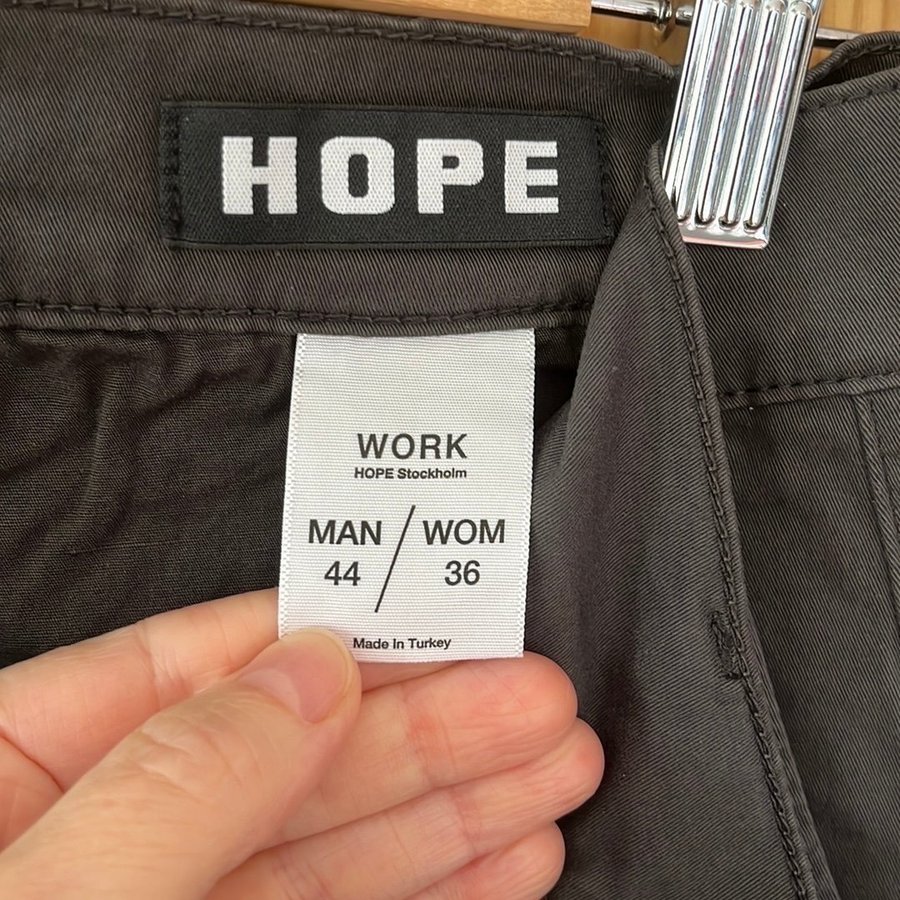 HOPE
WORK
HOPE Stockholm
MAN / WOM
44 / 36
Made In Turkey